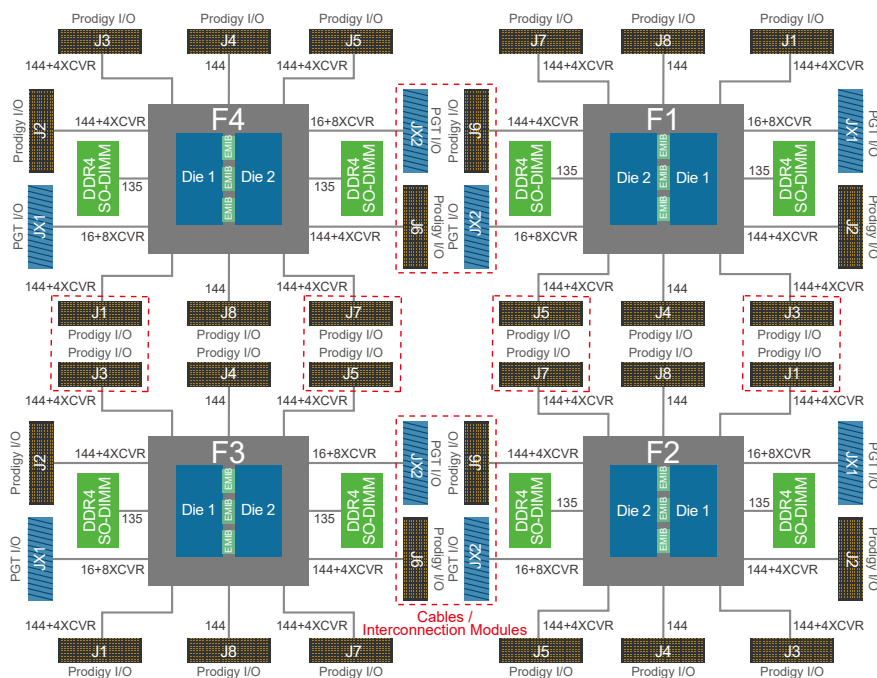 Prodigy I/O Prodigy I/O Prodigy I/O Prodigy I/O Prodigy I/O Prodigy I/O
J3 J4 J5 J7 J8 J1
144+4XCVR 144 144+4XCVR 144+4XCVR 144 144+4XCVR
Prodigy I/O J2 144+4XCVR F4 16+8XCVR JX2 PGT I/O Prodigy I/O J6 144+4XCVR F1 16+8XCVR JX1 PGT I/O
DDR4 SO-DIMM 135 Die 1 EMIB EMIB EMIB Die 2 135 DDR4 SO-DIMM DDR4 SO-DIMM 135 Die 2 EMIB EMIB EMIB Die 1 135 DDR4 SO-DIMM
PGT I/O JX1 16+8XCVR 144+4XCVR J6 Prodigy I/O PGT I/O JX2 16+8XCVR 144+4XCVR J2 Prodigy I/O
144+4XCVR 144 144+4XCVR 144+4XCVR 144 144+4XCVR
J1 J8 J7 J5 J4 J3
Prodigy I/O Prodigy I/O Prodigy I/O Prodigy I/O Prodigy I/O Prodigy I/O
Prodigy I/O Prodigy I/O Prodigy I/O Prodigy I/O Prodigy I/O Prodigy I/O
J3 J4 J5 J7 J8 J1
144+4XCVR 144 144+4XCVR 144+4XCVR 144 144+4XCVR
Prodigy I/O J2 144+4XCVR F3 16+8XCVR JX2 PGT I/O Prodigy I/O J6 144+4XCVR F2 16+8XCVR JX1 PGT I/O
DDR4 SO-DIMM 135 Die 1 EMIB EMIB EMIB Die 2 135 DDR4 SO-DIMM DDR4 SO-DIMM 135 Die 2 EMIB EMIB EMIB Die 1 135 DDR4 SO-DIMM
PGT I/O JX1 16+8XCVR 144+4XCVR J6 Prodigy I/O PGT I/O JX2 16+8XCVR 144+4XCVR J2 Prodigy I/O
Cables /
Interconnection Modules
144+4XCVR 144 144+4XCVR 144+4XCVR 144 144+4XCVR
J1 J8 J7 J5 J4 J3
Prodigy I/O Prodigy I/O Prodigy I/O Prodigy I/O Prodigy I/O Prodigy I/O